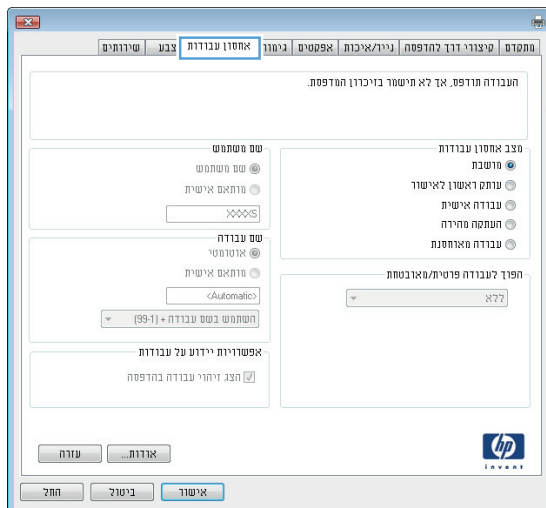 מתקדם
קיצורי דרך להדפסה
נייר/איכות
אפקטים
גימור
אחסון עבודות
צבע
שירותים
העבודה תודפס, אך לא תישמר בזיכרון המדפסת.
מצב אחסון עבודות
מושבת
עותק ראשון לאישור
עבודה אישית
העתקה מהירה
עבודה מאוחסנת
הפוך לעבודה פרטית/מאובטחת
ללא
שם משתמש
שם משתמש
מותאם אישית
XXXXS
שם עבודה
אוטומטי
מותאם אישית
<Automatic>
השתמש בשם עבודה + (99-1)
אפשרויות יידוע על עבודות
הצג זיהוי עבודה בהדפסה
hp
invent
אודות...
עזרה
אישור
ביטול
החל